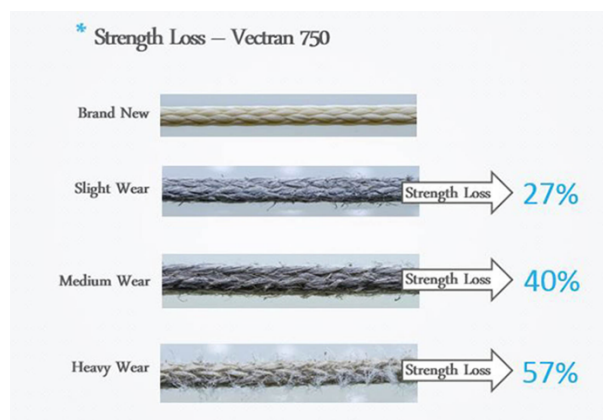 * Strength Loss – Vectran 750
Brand New
Slight Wear
Strength Loss
27%
Medium Wear
Strength Loss
40%
Heavy Wear
Strength Loss
57%